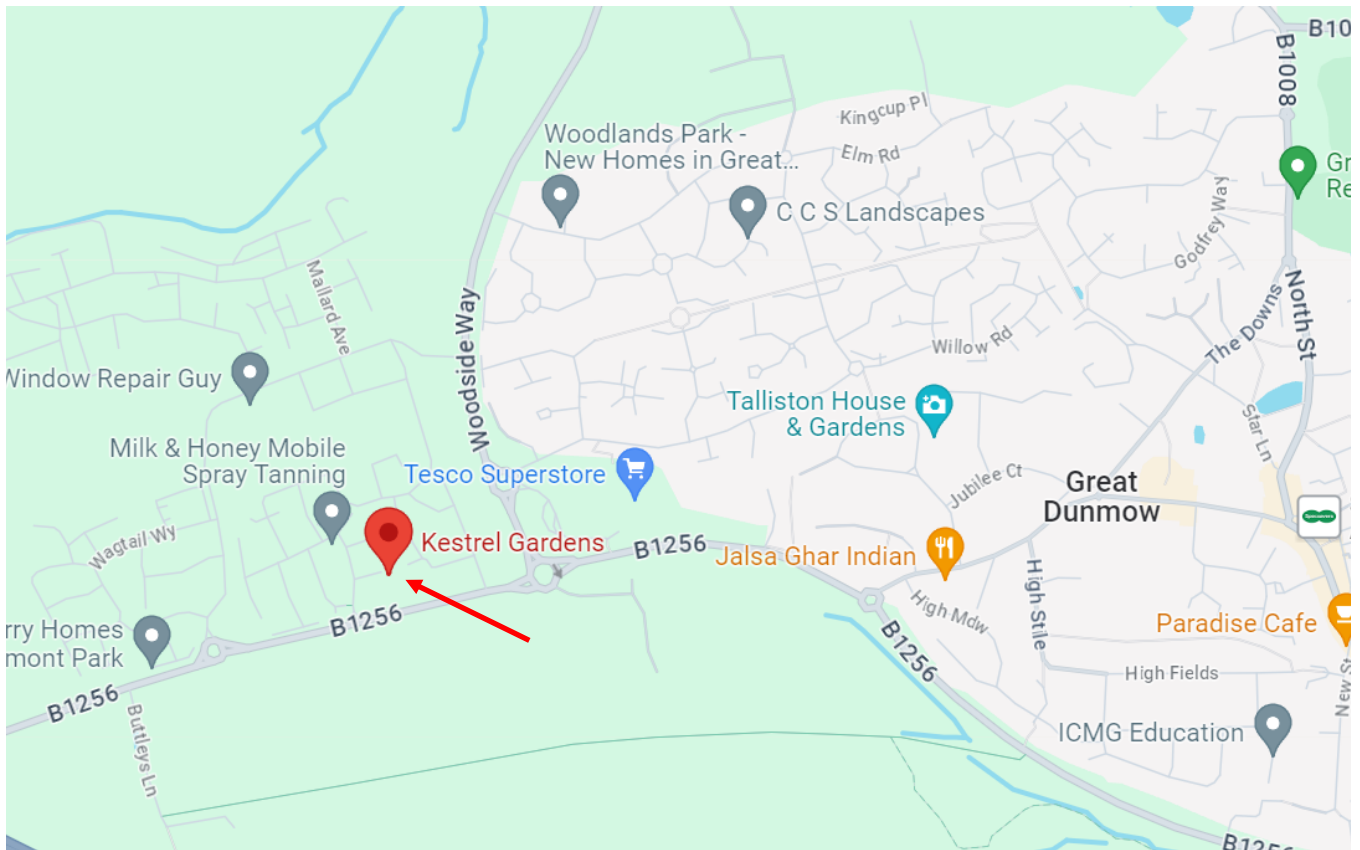 B10
B1008
Kingcup Pl
Woodlands Park -
New Homes in Great...
Elm Rd
Gr
Re
C C S Landscapes
Godfrey Way
Mallard Ave
Woodside Way
North St
The Downs
Willow Rd
Window Repair Guy
Talliston House
& Gardens
Star Ln
Milk & Honey Mobile
Spray Tanning
Tesco Superstore
Jubilee Ct
Great
Dunmow
Specsavers
Wagtail Wy
Kestrel Gardens
B1256
Jalsa Ghar Indian
High Mdw
High Stile
B1256
rry Homes
mont Park
B1256
Paradise Cafe
High Fields
New St
B1256
Buttleys Ln
ICMG Education
B1256